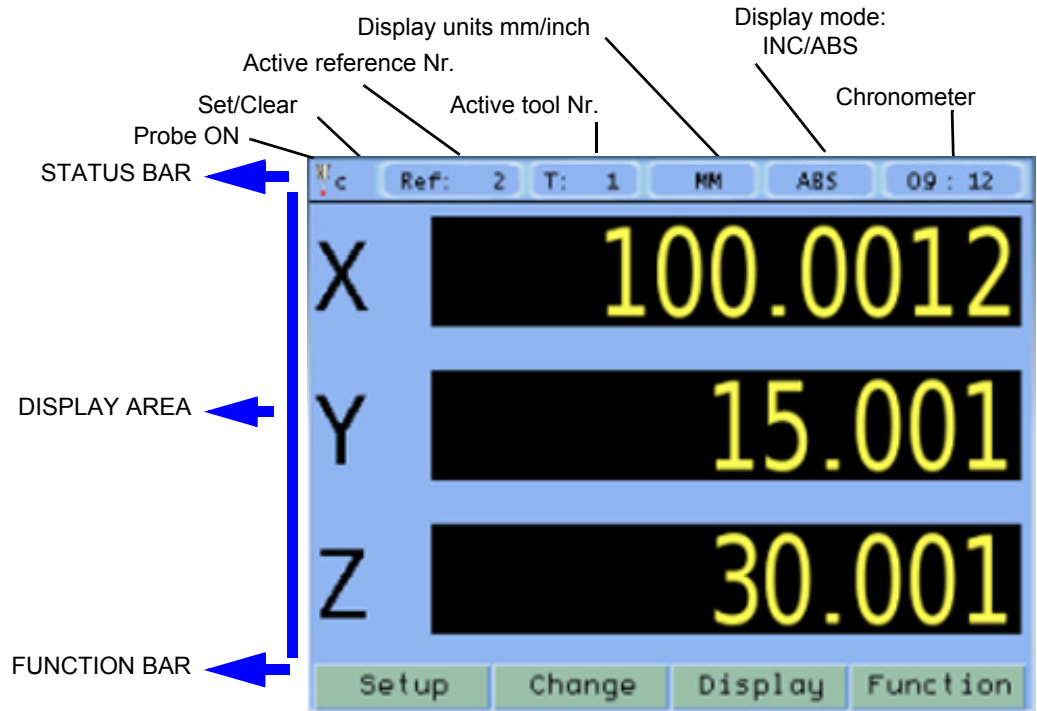 Display mode:
INC/ABS
Display units mm/inch
Active reference Nr.
Set/Clear
Active tool Nr.
Chronometer
Probe ON
STATUS BAR
c Ref: 2 T: 1 MM ABS 09 : 12
X 100.0012
DISPLAY AREA
Y 15.001
Z 30.001
FUNCTION BAR
Setup Change Display Function